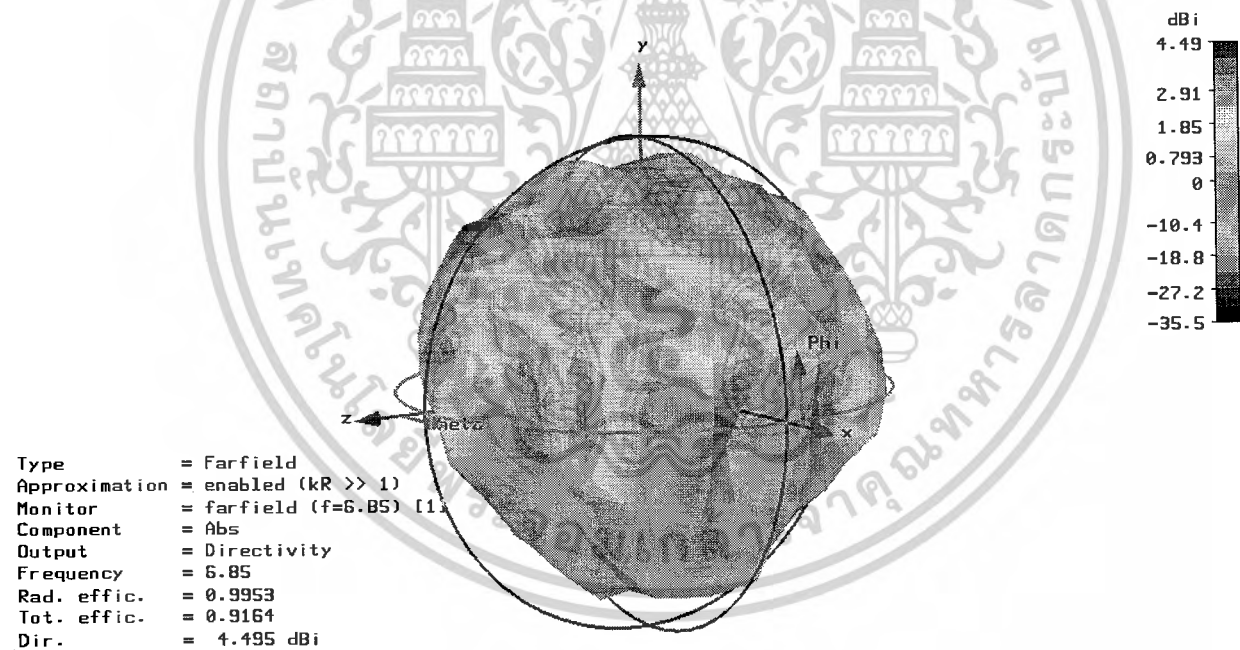 dBi
4.49
2.91
1.85
0.793
0
-10.4
-18.8
-27.2
-35.5
y
Phi
z
x
Type = Farfield
Approximation = enabled (kR >> 1)
Monitor = farfield (f=6.85) [1]
Component = Abs
Output = Directivity
Frequency = 6.85
Rad. effic. = 0.9953
Tot. effic. = 0.9164
Dir. = 4.495 dBi